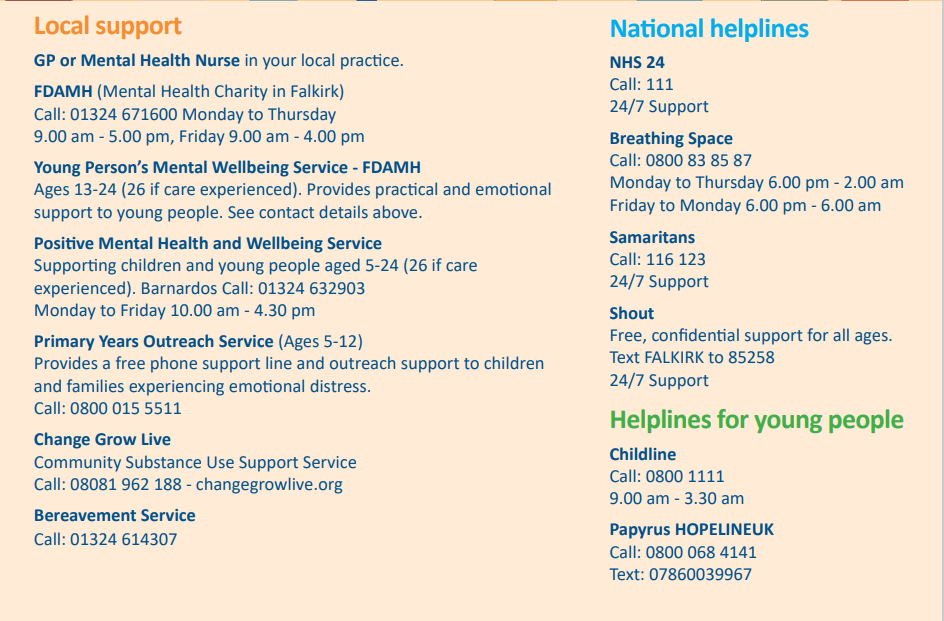 Local support
GP or Mental Health Nurse in your local practice.
FDAMH (Mental Health Charity in Falkirk)
Call: 01324 671600 Monday to Thursday
9.00 am - 5.00 pm, Friday 9.00 am - 4.00 pm
Young Person's Mental Wellbeing Service - FDAMH
Ages 13-24 (26 if care experienced). Provides practical and emotional
support to young people. See contact details above.
Positive Mental Health and Wellbeing Service
Supporting children and young people aged 5-24 (26 if care
experienced). Barnardos Call: 01324 632903
Monday to Friday 10.00 am - 4.30 pm
Primary Years Outreach Service (Ages 5-12)
Provides a free phone support line and outreach support to children
and families experiencing emotional distress.
Call: 0800 015 5511
Change Grow Live
Community Substance Use Support Service
Call: 08081 962 188 - changegrowlive.org
Bereavement Service
Call: 01324 614307
National helplines
NHS 24
Call: 111
24/7 Support
Breathing Space
Call: 0800 83 85 87
Monday to Thursday 6.00 pm - 2.00 am
Friday to Monday 6.00 pm - 6.00 am
Samaritans
Call: 116 123
24/7 Support
Shout
Free, confidential support for all ages.
Text FALKIRK to 85258
24/7 Support
Helplines for young people
Childline
Call: 0800 1111
9.00 am - 3.30 am
Papyrus HOPELINEUK
Call: 0800 068 4141
Text: 07860039967